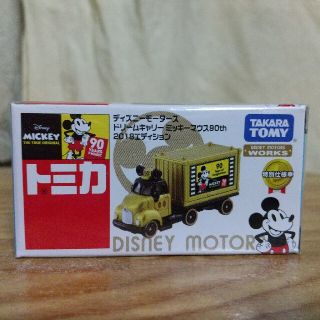 Disney
MICKEY
THE TRUE ORIGINAL
90
トミカ
ディズニーモータース
ドリームキャリー ミッキーマウス90th
2018エディション
TAKARA
TOMY
DISNEY MOTORS
WORKS
特別仕様車
90
DISNEY MOTOR